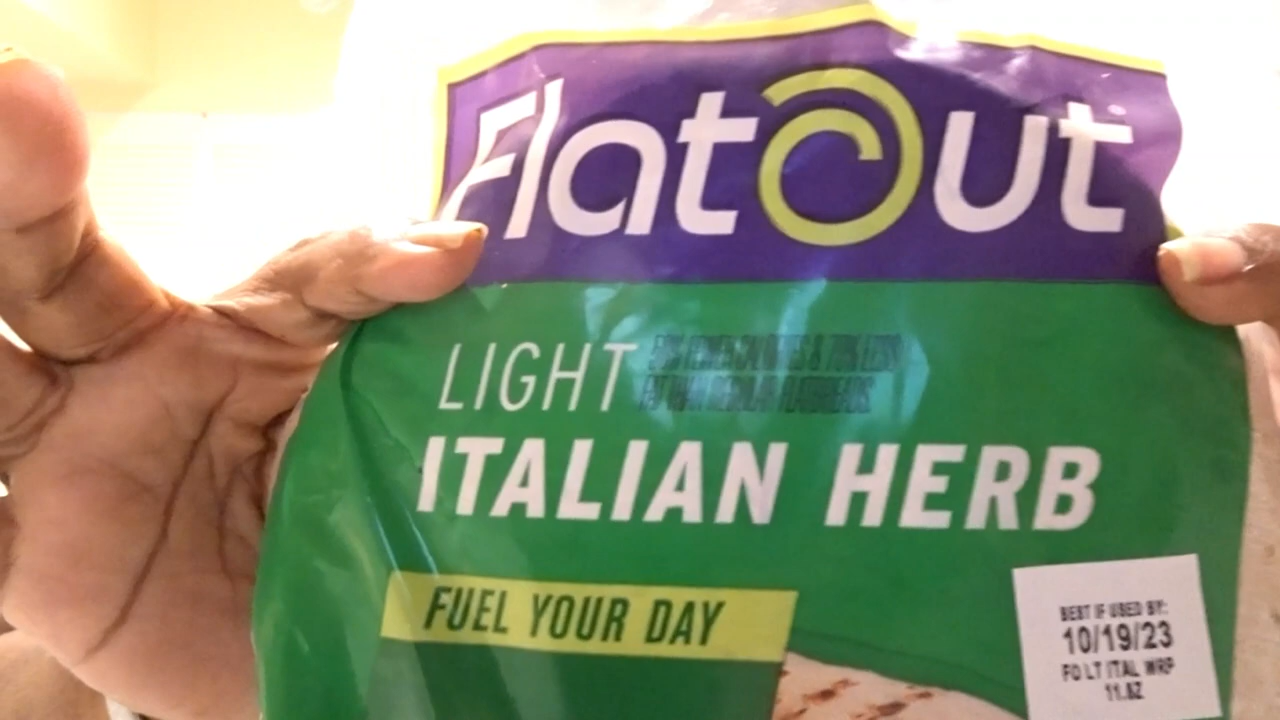 FlatOut
LIGHT
ITALIAN HERB
FUEL YOUR DAY
BEST IF USED BY:
10/19/23
FO LT ITAL WRP
11.8Z